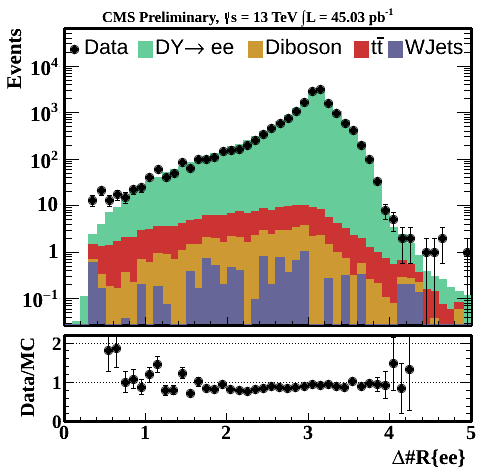 CMS Preliminary, √s = 13 TeV ∫L = 45.03 pb⁻¹
Events
Data DY→ ee Diboson tt̄ WJets
10⁴
10³
10²
10
1
10⁻¹
Data/MC
2
1
0
0 1 2 3 4 5
Δ#R{ee}